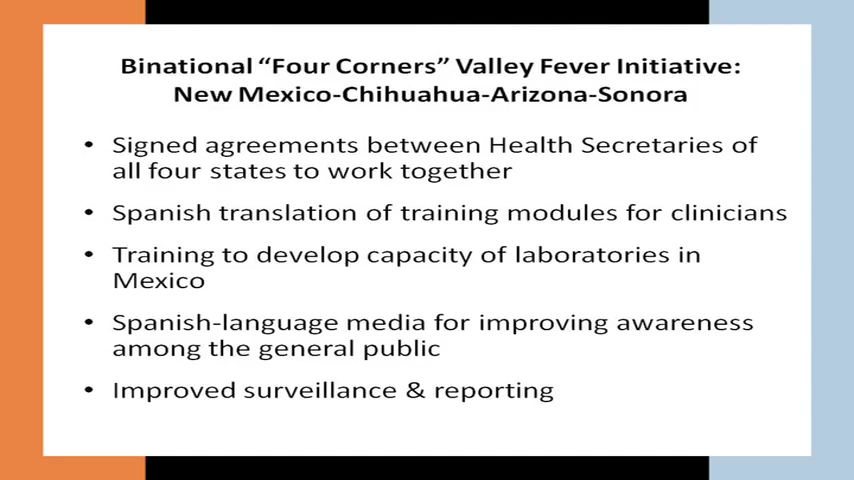 Binational “Four Corners” Valley Fever Initiative:
New Mexico-Chihuahua-Arizona-Sonora
• Signed agreements between Health Secretaries of
all four states to work together
• Spanish translation of training modules for clinicians
• Training to develop capacity of laboratories in
Mexico
• Spanish-language media for improving awareness
among the general public
• Improved surveillance & reporting